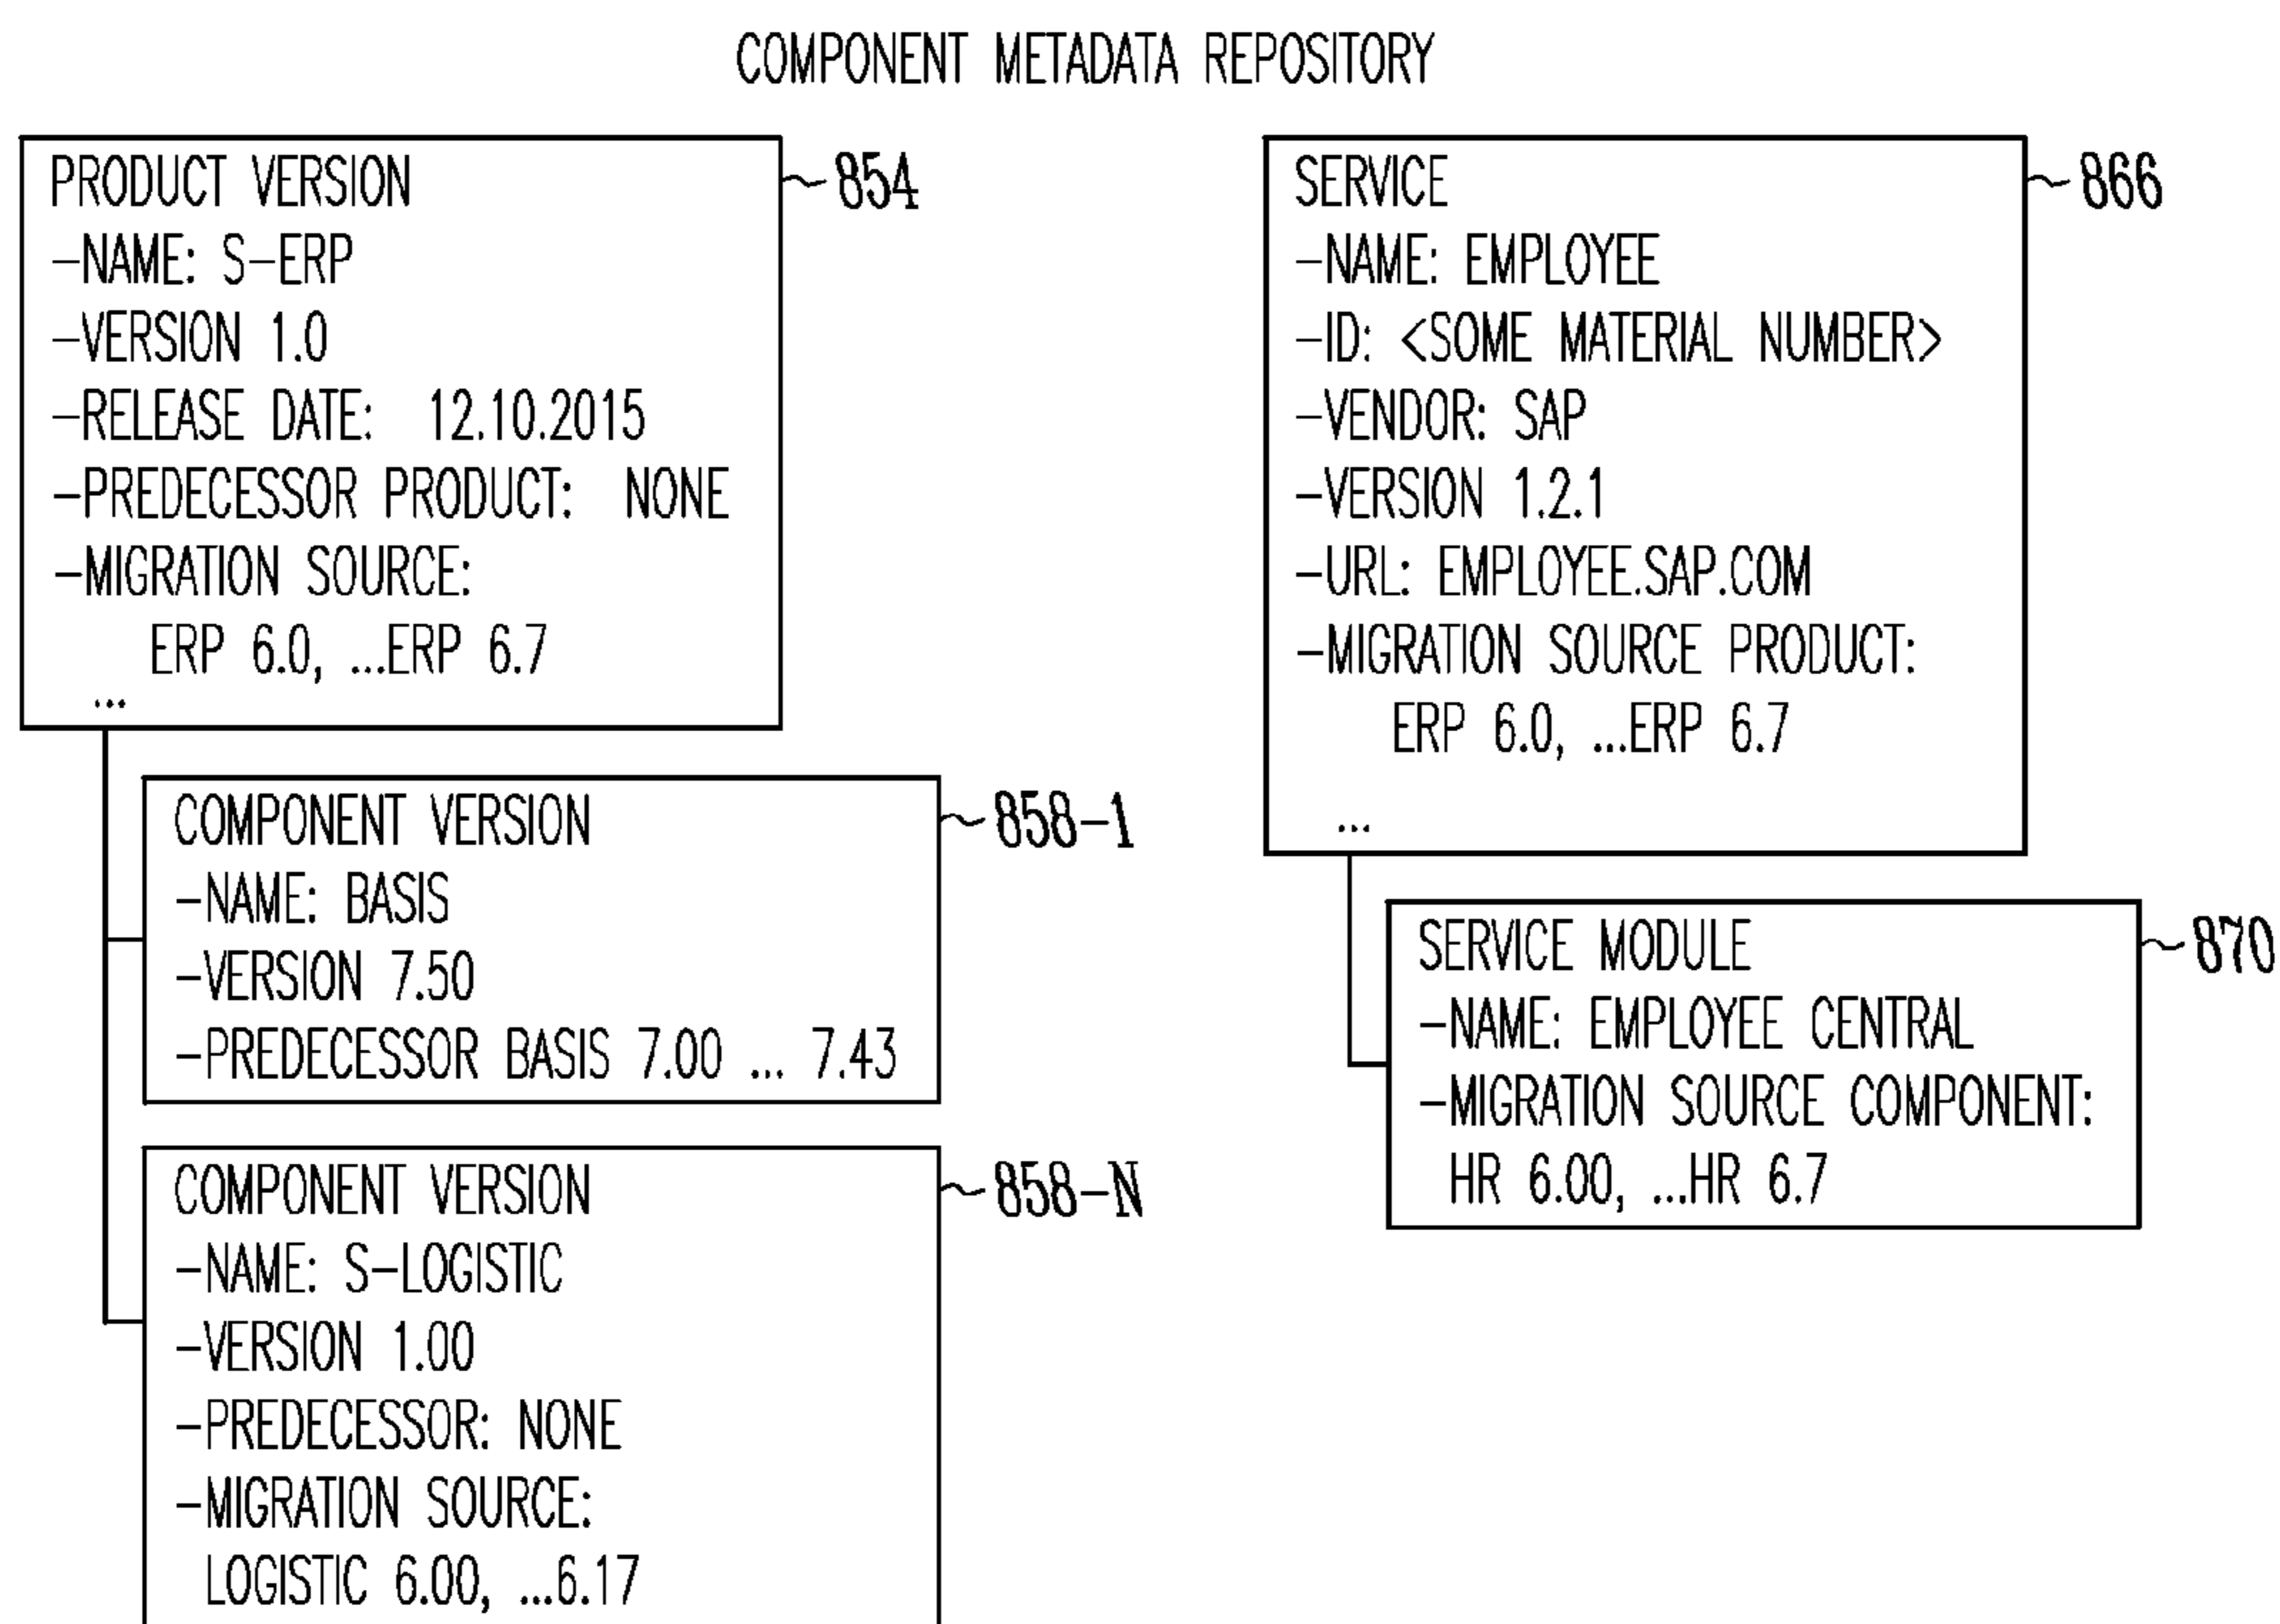 COMPONENT METADATA REPOSITORY
PRODUCT VERSION
-NAME: S-ERP
-VERSION 1.0
-RELEASE DATE: 12.10.2015
-PREDECESSOR PRODUCT: NONE
-MIGRATION SOURCE:
ERP 6.0, ...ERP 6.7
...
854
COMPONENT VERSION
-NAME: BASIS
-VERSION 7.50
-PREDECESSOR BASIS 7.00 ... 7.43
858-1
COMPONENT VERSION
-NAME: S-LOGISTIC
-VERSION 1.00
-PREDECESSOR: NONE
-MIGRATION SOURCE:
LOGISTIC 6.00, ...6.17
858-N
SERVICE
-NAME: EMPLOYEE
-ID: <SOME MATERIAL NUMBER>
-VENDOR: SAP
-VERSION 1.2.1
-URL: EMPLOYEE.SAP.COM
-MIGRATION SOURCE PRODUCT:
ERP 6.0, ...ERP 6.7
...
866
SERVICE MODULE
-NAME: EMPLOYEE CENTRAL
-MIGRATION SOURCE COMPONENT:
HR 6.00, ...HR 6.7
870